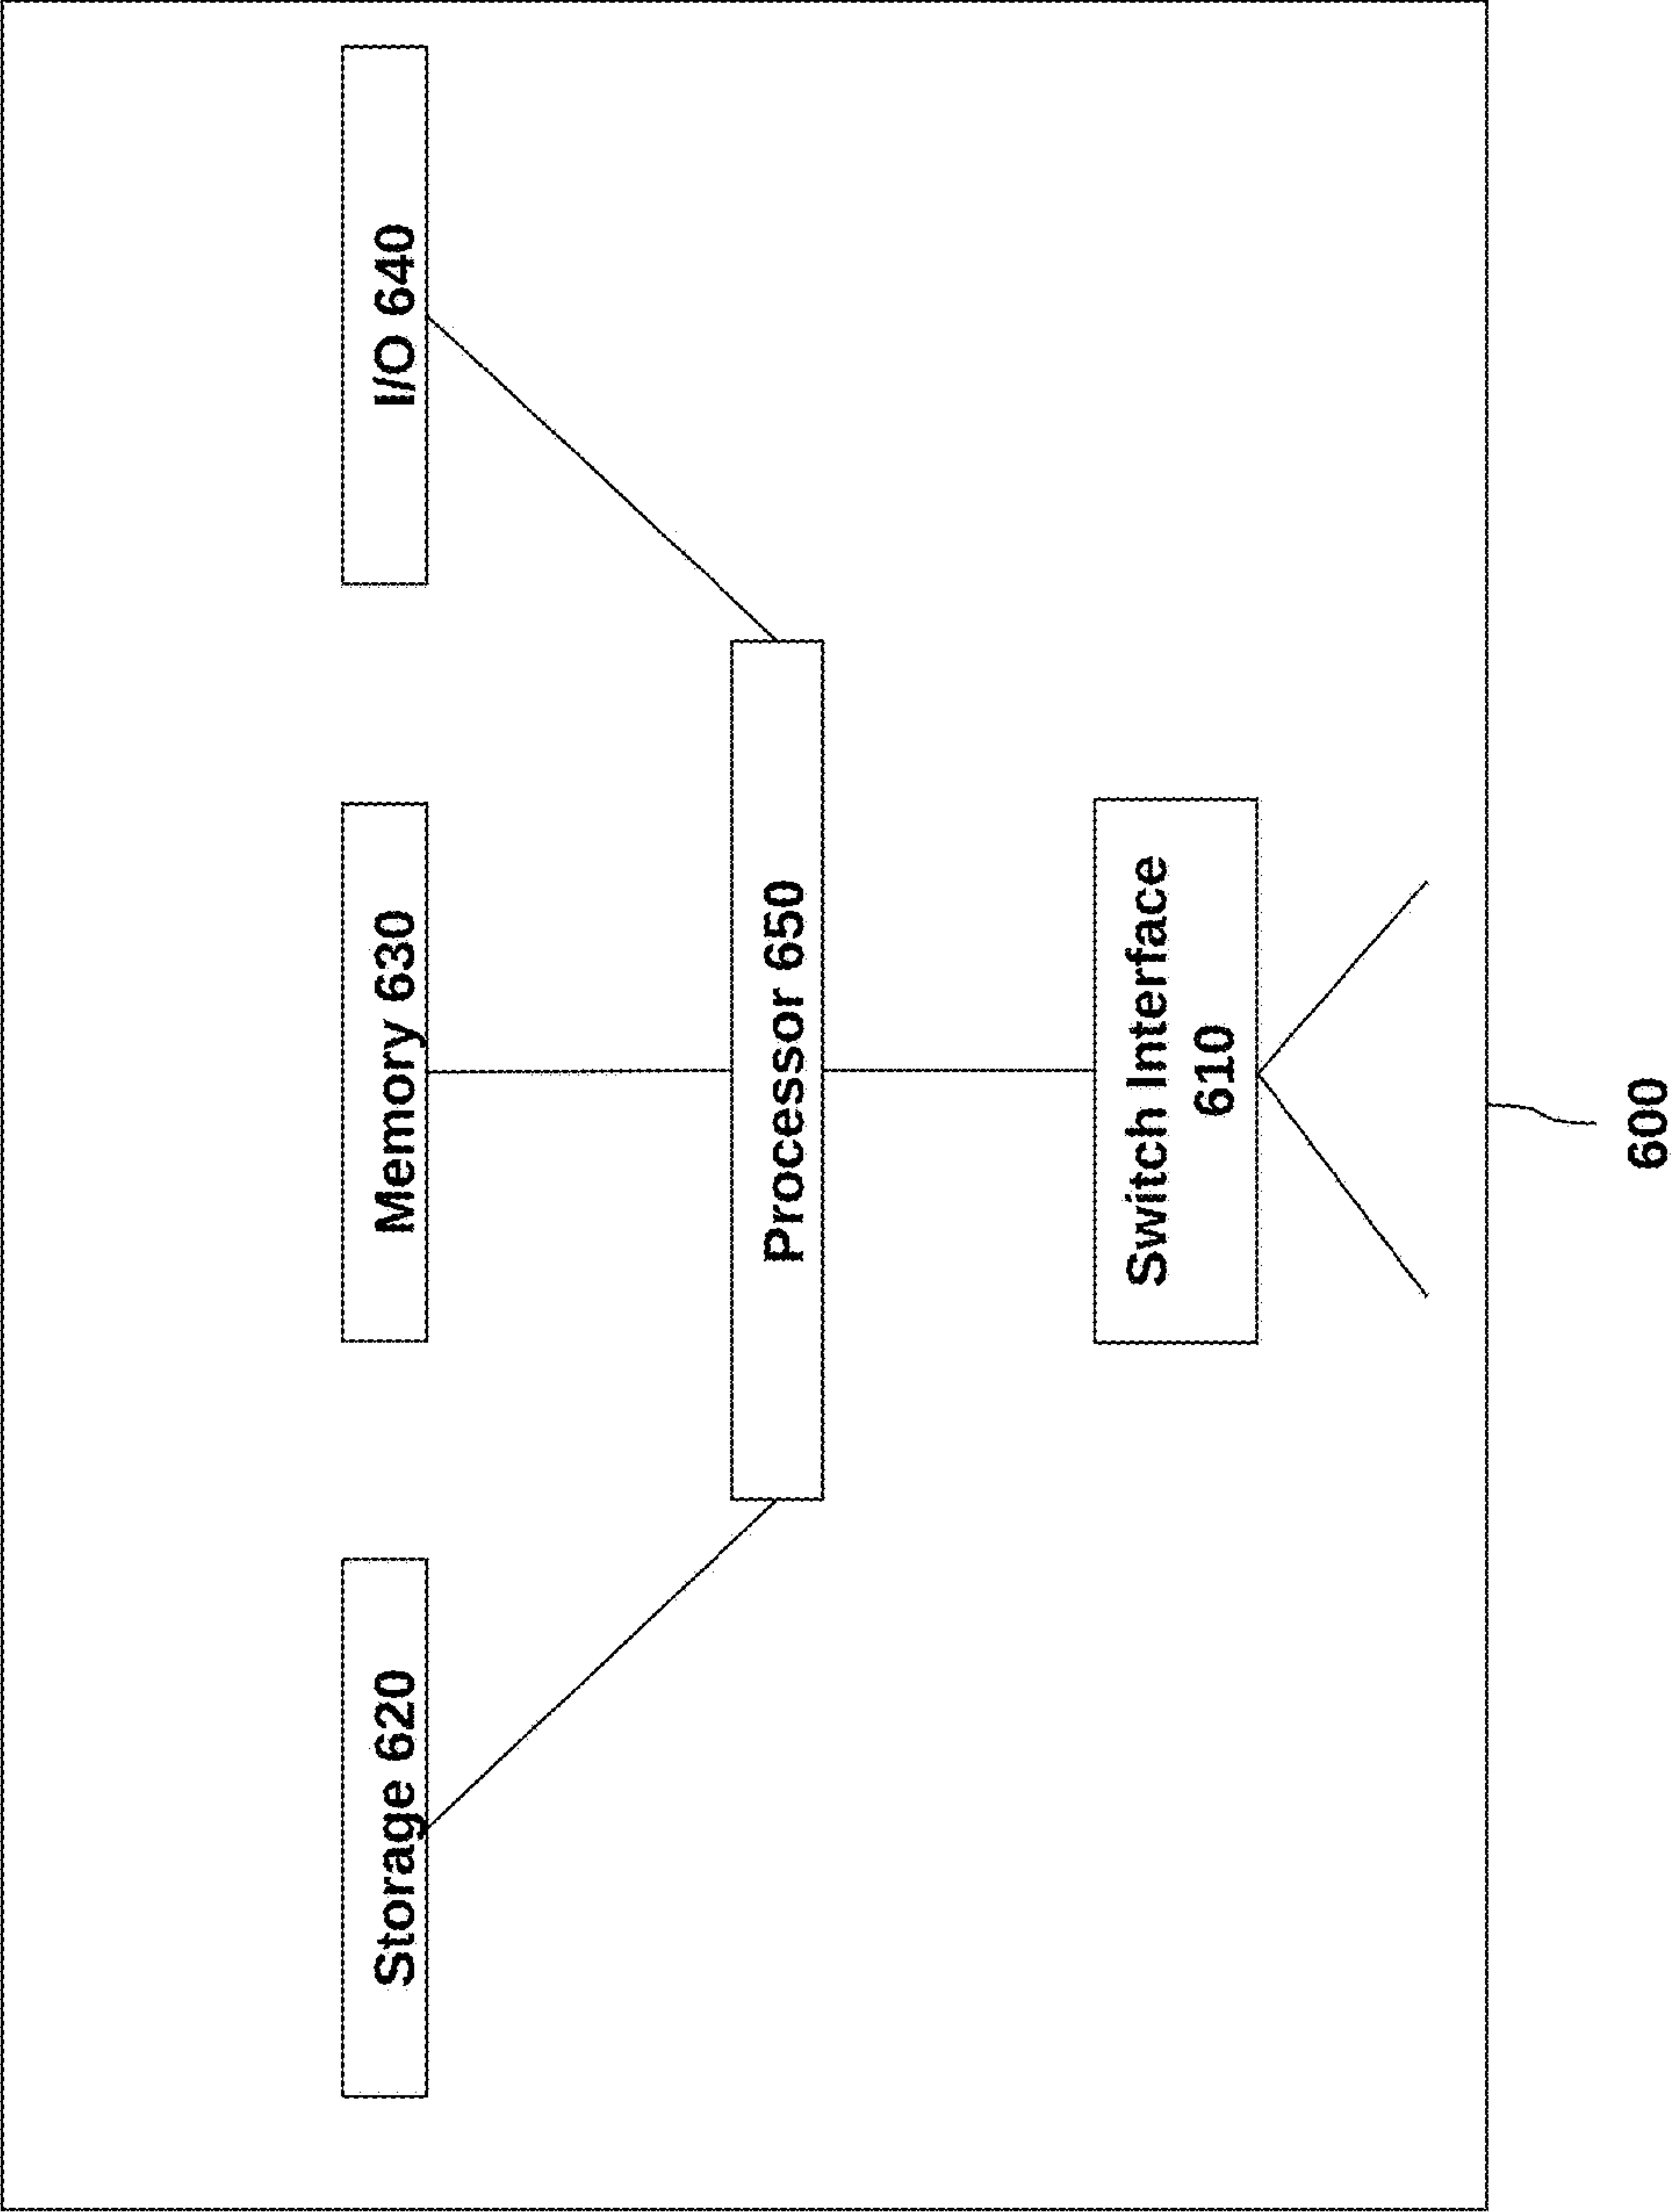 Storage 620
Memory 630
I/O 640
Processor 650
Switch Interface
610
600